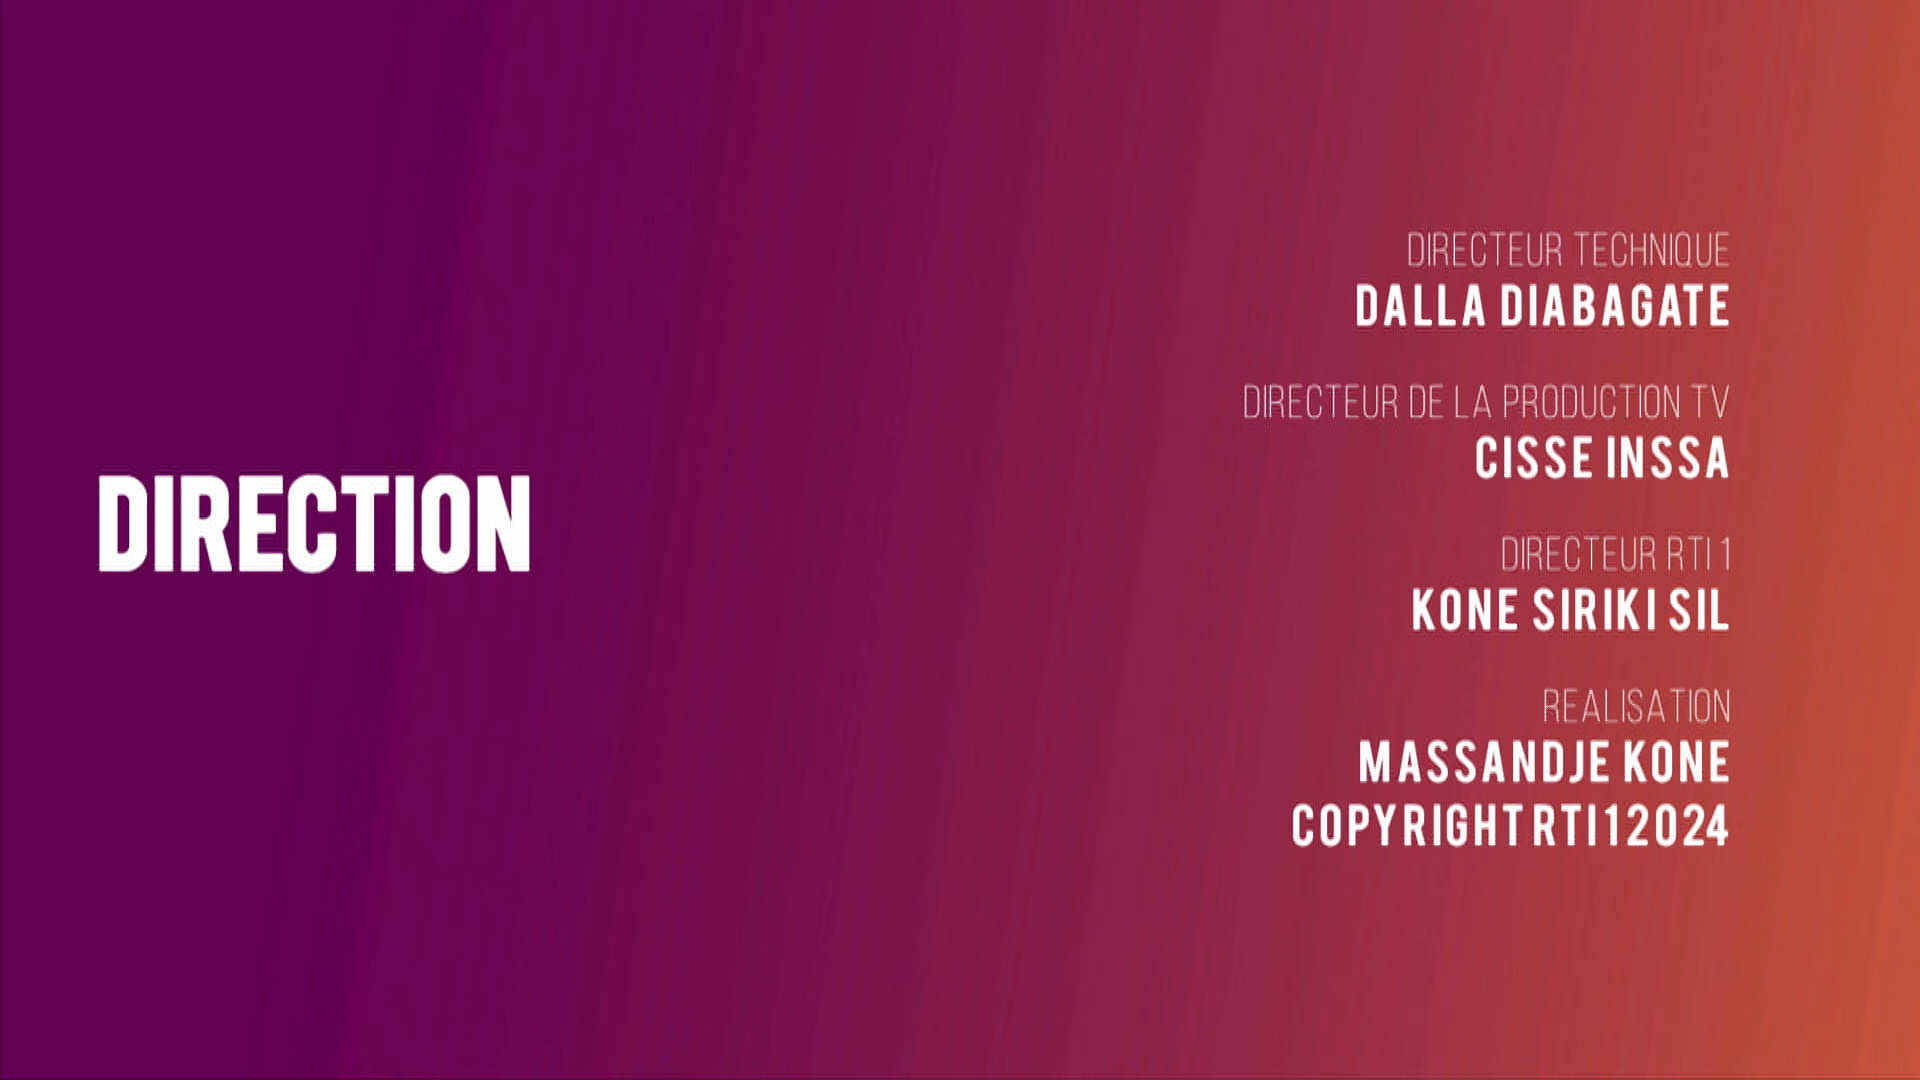 DIRECTION
DIRECTEUR TECHNIQUE
DALLA DIABAGATE
DIRECTEUR DE LA PRODUCTION TV
CISSE INSSA
DIRECTEUR RTI 1
KONE SIRIKI SIL
REALISATION
MASSANDJE KONE
COPYRIGHT RTI 1 2024